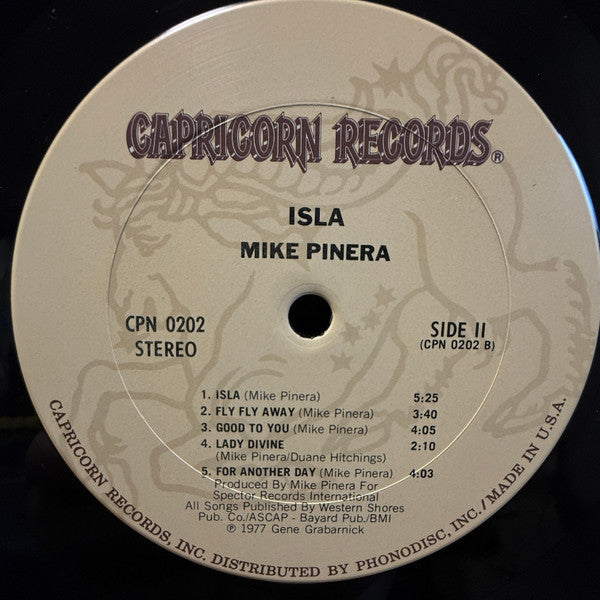 CAPRICORN RECORDS®
ISLA
MIKE PINERA
CPN 0202
STEREO
SIDE II
(CPN 0202 B)
1. ISLA (Mike Pinera) 5:25
2. FLY FLY AWAY (Mike Pinera) 3:40
3. GOOD TO YOU (Mike Pinera) 4:05
4. LADY DIVINE 2:10
(Mike Pinera/Duane Hitchings)
5. FOR ANOTHER DAY (Mike Pinera) 4:03
Produced By Mike Pinera For
Spector Records International
All Songs Published By Western Shores
Pub. Co./ASCAP - Bayard Pub./BMI
℗ 1977 Gene Grabarnick
CAPRICORN RECORDS, INC. DISTRIBUTED BY PHONODISC, INC./MADE IN U.S.A.